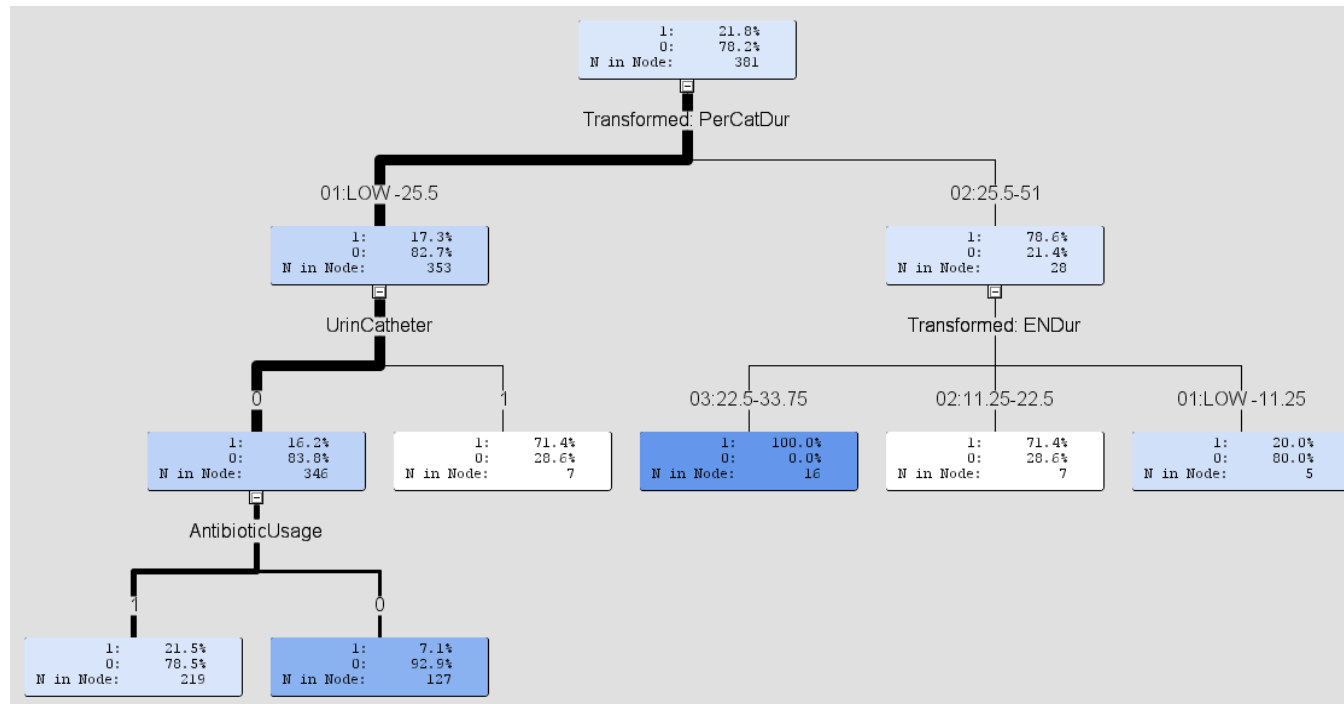 1: 21.8%
0: 78.2%
N in Node: 381
Transformed: PerCatDur
01:LOW -25.5
02:25.5-51
1: 17.3%
0: 82.7%
N in Node: 353
1: 78.6%
0: 21.4%
N in Node: 28
UrinCatheter
Transformed: ENDur
0
1
03:22.5-33.75
02:11.25-22.5
01:LOW -11.25
1: 16.2%
0: 83.8%
N in Node: 346
1: 71.4%
0: 28.6%
N in Node: 7
1: 100.0%
0: 0.0%
N in Node: 16
1: 71.4%
0: 28.6%
N in Node: 7
1: 20.0%
0: 80.0%
N in Node: 5
AntibioticUsage
1
0
1: 21.5%
0: 78.5%
N in Node: 219
1: 7.1%
0: 92.9%
N in Node: 127